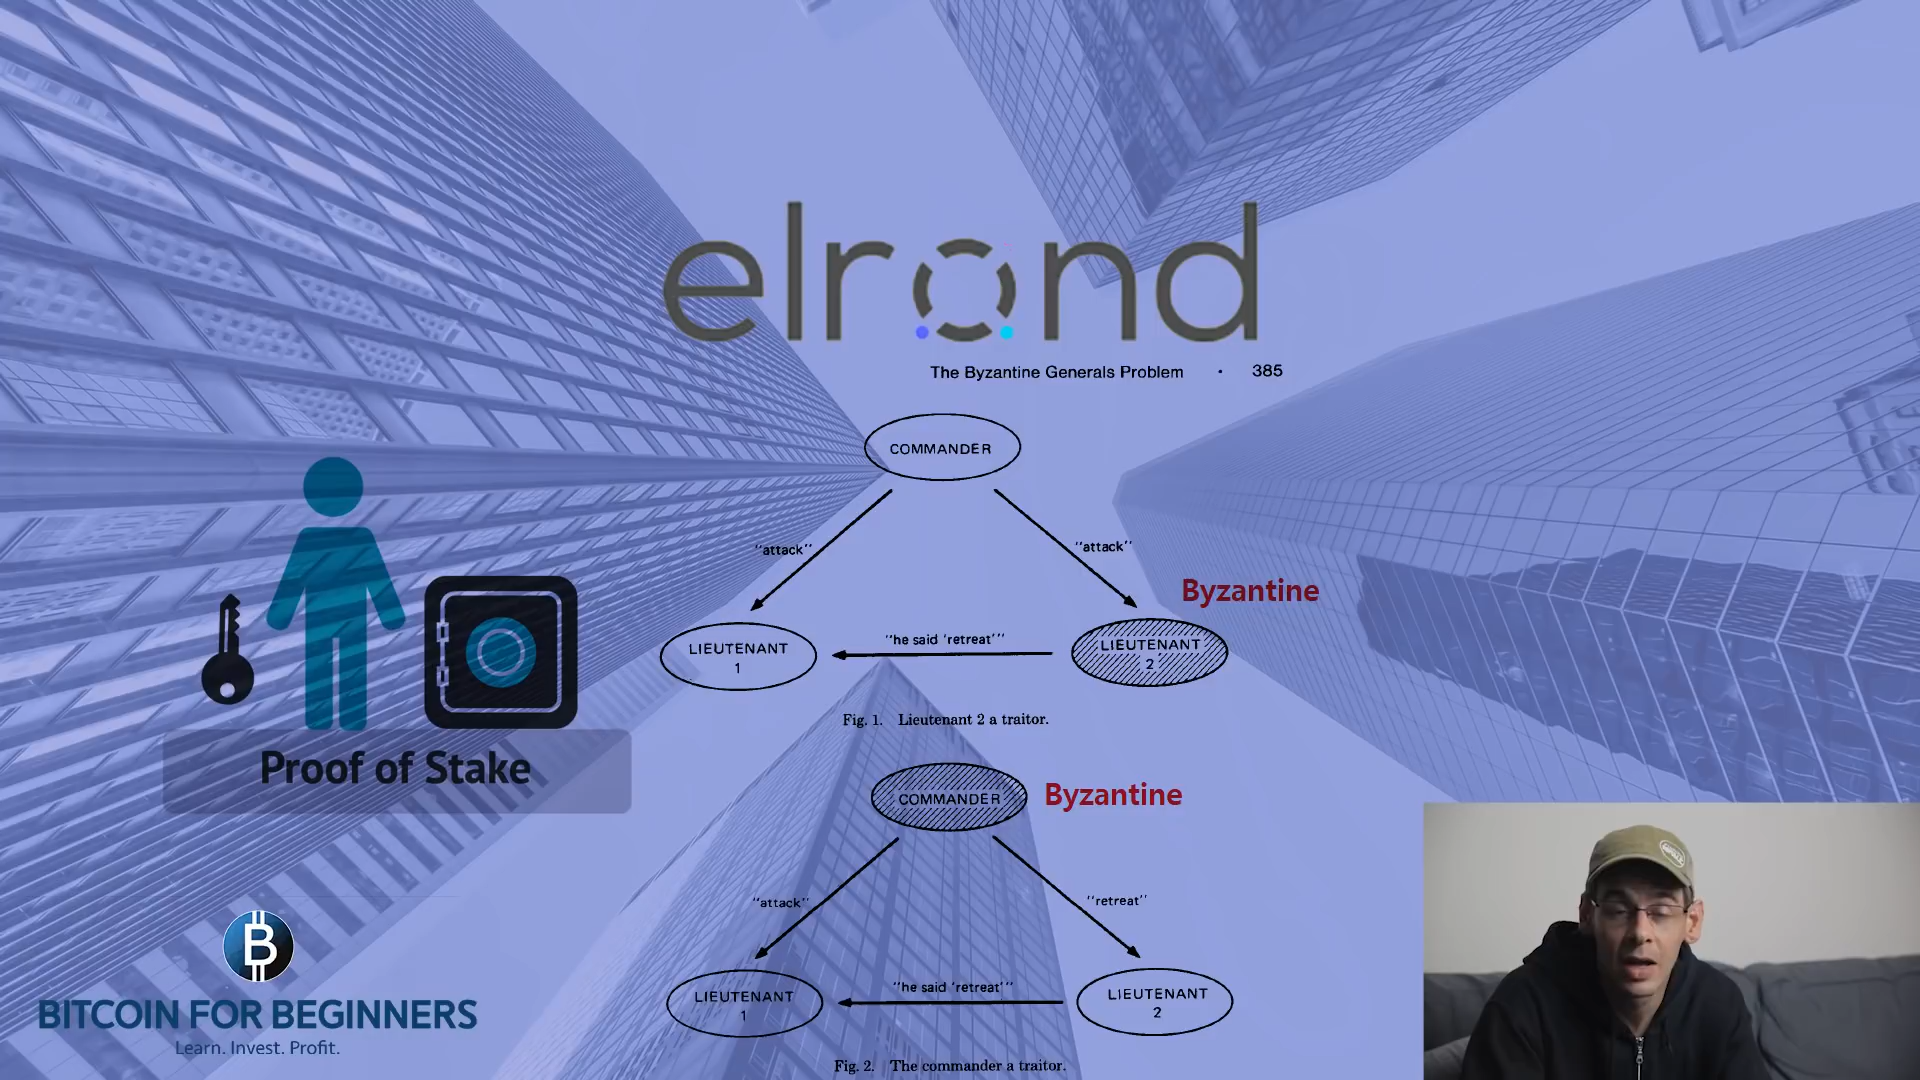 elrond
The Byzantine Generals Problem · 385
COMMANDER
"attack"
"attack"
Byzantine
"he said 'retreat'"
LIEUTENANT
1
LIEUTENANT
2
Fig. 1. Lieutenant 2 a traitor.
Proof of Stake
COMMANDER
Byzantine
"attack"
"retreat"
"he said 'retreat'"
LIEUTENANT
1
LIEUTENANT
2
Fig. 2. The commander a traitor.
B
BITCOIN FOR BEGINNERS
Learn. Invest. Profit.